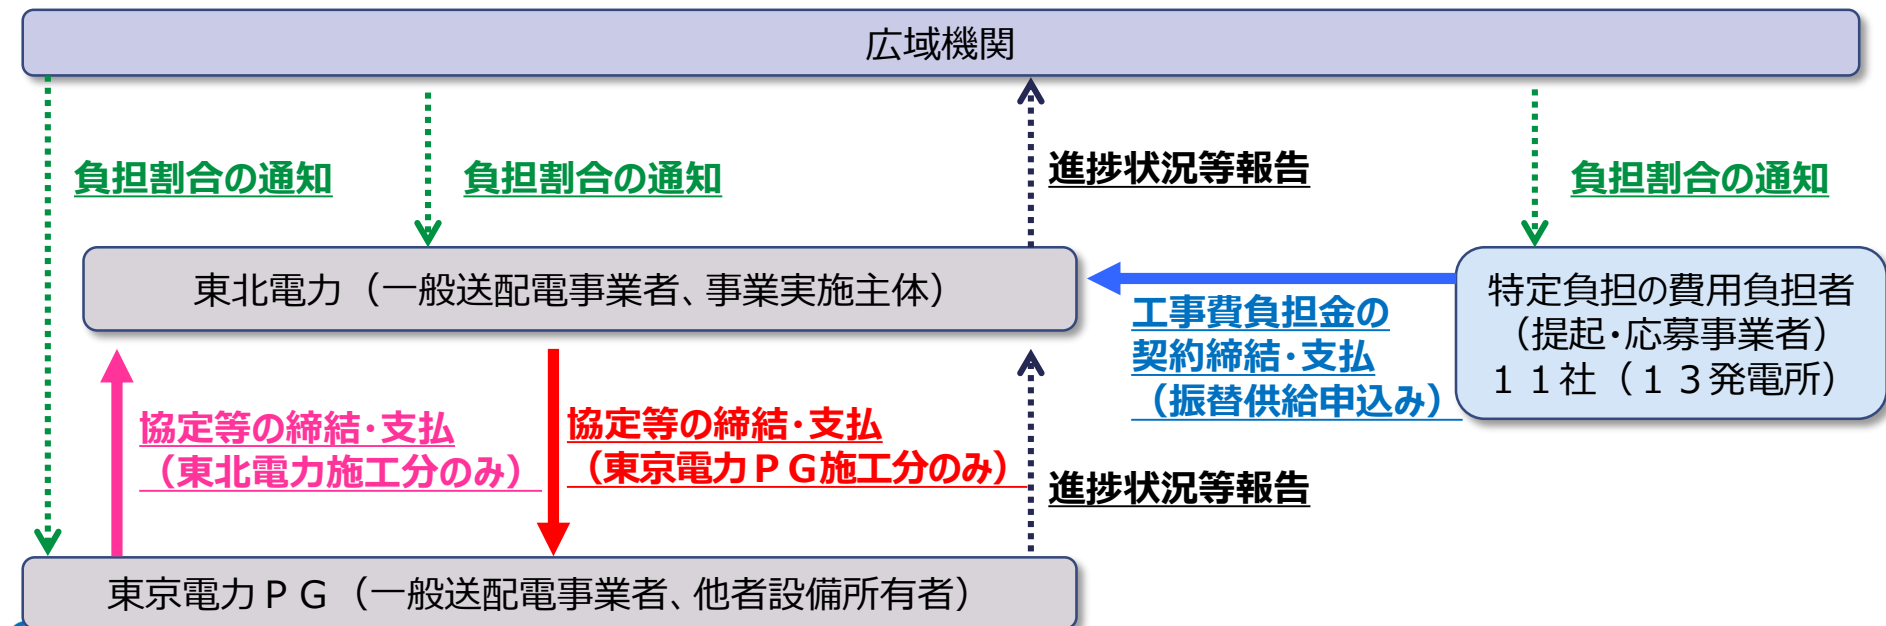 広域機関
負担割合の通知
負担割合の通知
進捗状況等報告
負担割合の通知
東北電力（一般送配電事業者、事業実施主体）
特定負担の費用負担者
（提起・応募事業者）
１１社（１３発電所）
工事費負担金の
契約締結・支払
（振替供給申込み）
協定等の締結・支払
（東北電力施工分のみ）
協定等の締結・支払
（東京電力ＰＧ施工分のみ）
進捗状況等報告
東京電力ＰＧ（一般送配電事業者、他者設備所有者）